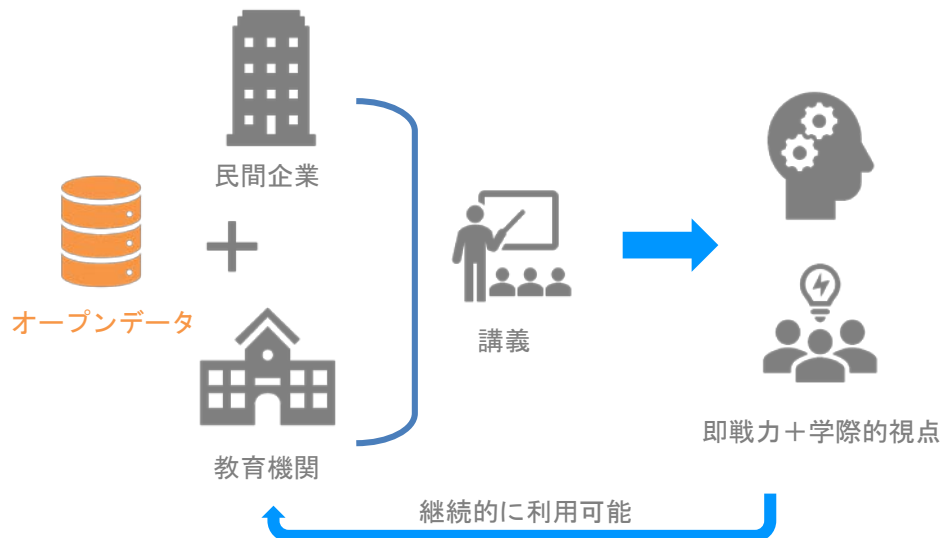 民間企業
オープンデータ
講義
教育機関
即戦力＋学際的視点
継続的に利用可能